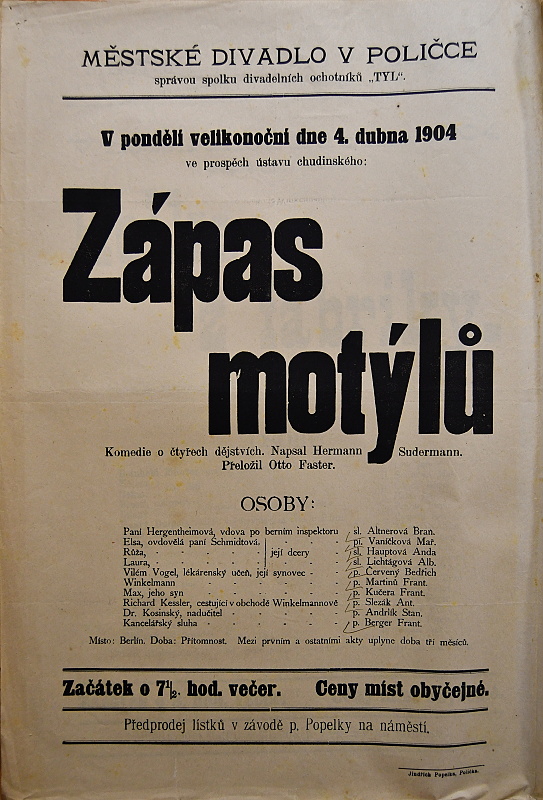 MĚSTSKÉ DIVADLO V POLIČCE
správou spolku divadelních ochotníků „TYL“.
V pondělí velikonoční dne 4. dubna 1904
ve prospěch ústavu chudinského:
Zápas
motýlů
Komedie o čtyřech dějstvích. Napsal Hermann Sudermann.
Přeložil Otto Faster.
OSOBY:
Paní Hergentheimová, vdova po berním inspektoru sl. Altnerová Bran.
Elsa, ovdovělá paní Schmidtová. - - - - pí. Vaníčková Mař.
Růža, - - - - - její dcery - - sl. Hauptová Anda
Laura, - - - - - - - sl. Lichtágová Alb.
Vilém Vogel, lékárenský učeň, její synovec - - p. Červený Bedřich
Winkelmann - - - - - - - p. Martinů Frant.
Max, jeho syn - - - - - - p. Kučera Frant.
Richard Kessler, cestující v obchodě Winkelmannově p. Slezák Ant.
Dr. Kosinský, naducitel - - - - - p. Andrlík Stan.
Kancelářský sluha - - - - - - p. Berger Frant.
Místo: Berlín. Doba: Přítomnost. Mezi prvním a ostatními akty uplyne doba tří měsíců.
Začátek o 7½. hod. večer. Ceny míst obyčejné.
Předprodej lístků v závodě p. Popelky na náměstí.
Jindřich Popelka, Polička.